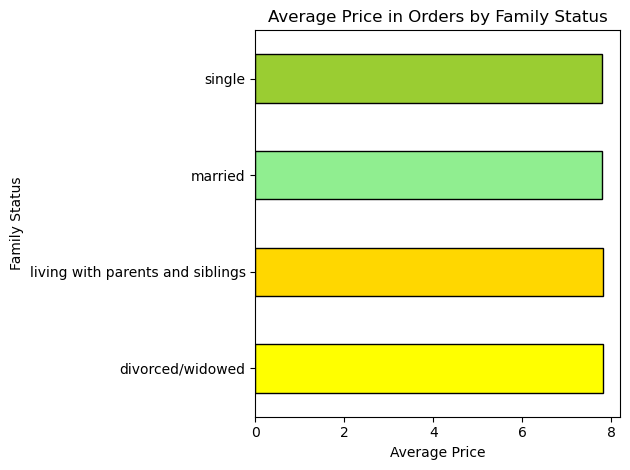 Average Price in Orders by Family Status
Family Status
single
married
living with parents and siblings
divorced/widowed
0 2 4 6 8
Average Price